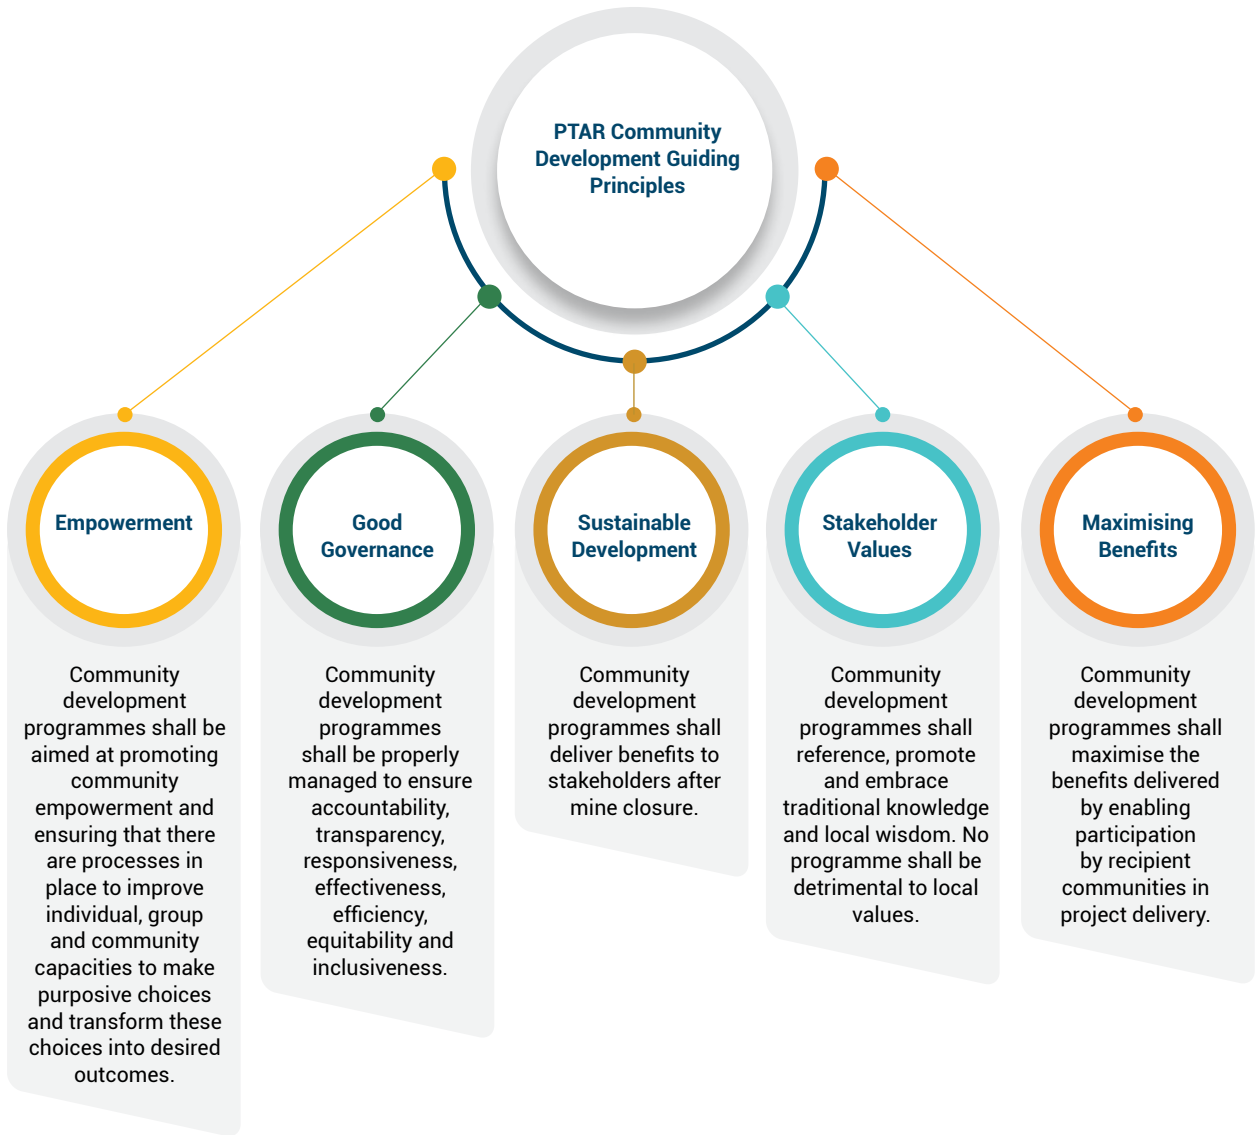 PTAR Community
Development Guiding
Principles
Empowerment
Community
development
programmes shall be
aimed at promoting
community
empowerment and
ensuring that there
are processes in
place to improve
individual, group
and community
capacities to make
purposive choices
and transform these
choices into desired
outcomes.
Good
Governance
Community
development
programmes
shall be properly
managed to ensure
accountability,
transparency,
responsiveness,
effectiveness,
efficiency,
equitability and
inclusiveness.
Sustainable
Development
Community
development
programmes shall
deliver benefits to
stakeholders after
mine closure.
Stakeholder
Values
Community
development
programmes shall
reference, promote
and embrace
traditional knowledge
and local wisdom. No
programme shall be
detrimental to local
values.
Maximising
Benefits
Community
development
programmes shall
maximise the
benefits delivered
by enabling
participation
by recipient
communities in
project delivery.